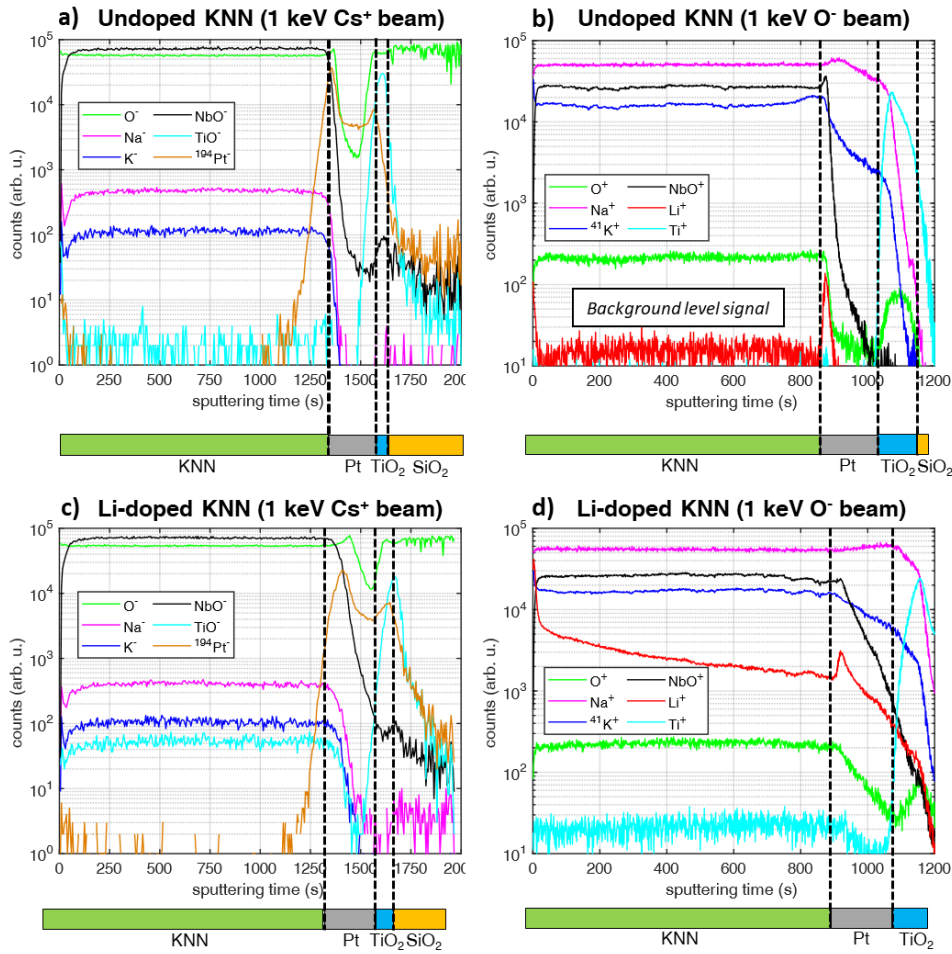 a) Undoped KNN (1 keV Cs⁺ beam)
counts (arb. u.)
10⁵
10⁴
10³
10²
10¹
10⁰
O⁻ NbO⁻
Na⁻ TiO⁻
K⁻ ¹⁹⁴Pt⁻
0 250 500 750 1000 1250 1500 1750 2000
sputtering time (s)
KNN Pt TiO₂ SiO₂
b) Undoped KNN (1 keV O⁻ beam)
counts (arb. u.)
10⁵
10⁴
10³
10²
10¹
O⁺ NbO⁺
Na⁺ Li⁺
⁴¹K⁺ Ti⁺
Background level signal
0 200 400 600 800 1000 1200
sputtering time (s)
KNN Pt TiO₂ SiO₂
c) Li-doped KNN (1 keV Cs⁺ beam)
counts (arb. u.)
10⁵
10⁴
10³
10²
10¹
10⁰
O⁻ NbO⁻
Na⁻ TiO⁻
K⁻ ¹⁹⁴Pt⁻
0 250 500 750 1000 1250 1500 1750 2000
sputtering time (s)
KNN Pt TiO₂ SiO₂
d) Li-doped KNN (1 keV O⁻ beam)
counts (arb. u.)
10⁵
10⁴
10³
10²
10¹
O⁺ NbO⁺
Na⁺ Li⁺
⁴¹K⁺ Ti⁺
0 200 400 600 800 1000 1200
sputtering time (s)
KNN Pt TiO₂